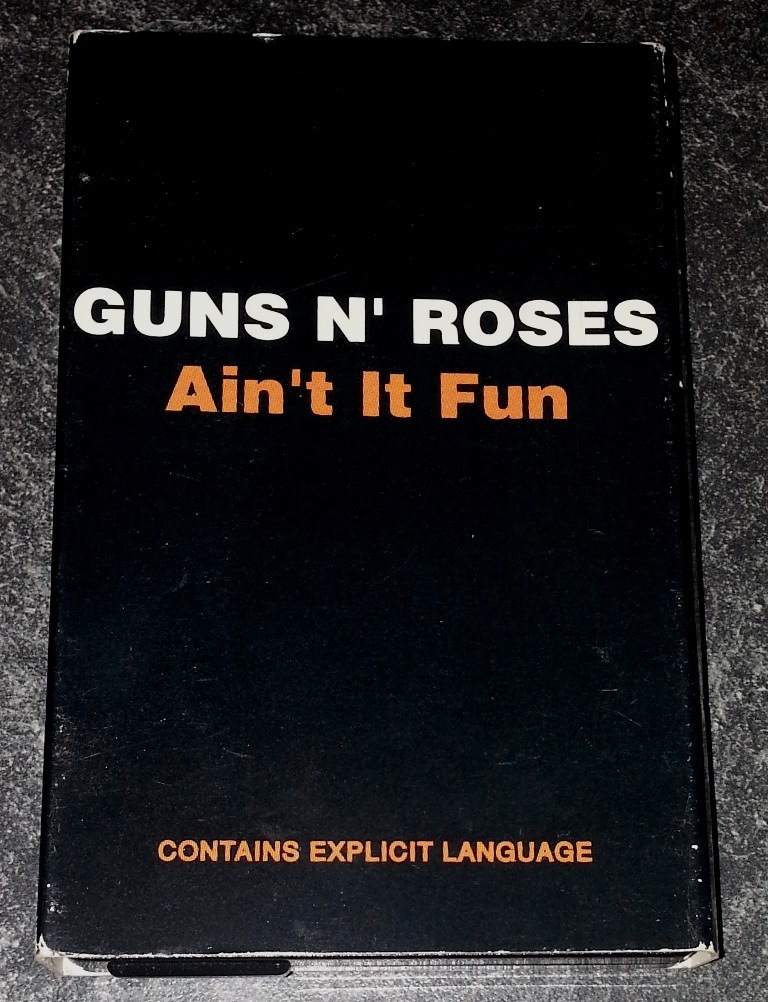 GUNS N' ROSES
Ain't It Fun
CONTAINS EXPLICIT LANGUAGE